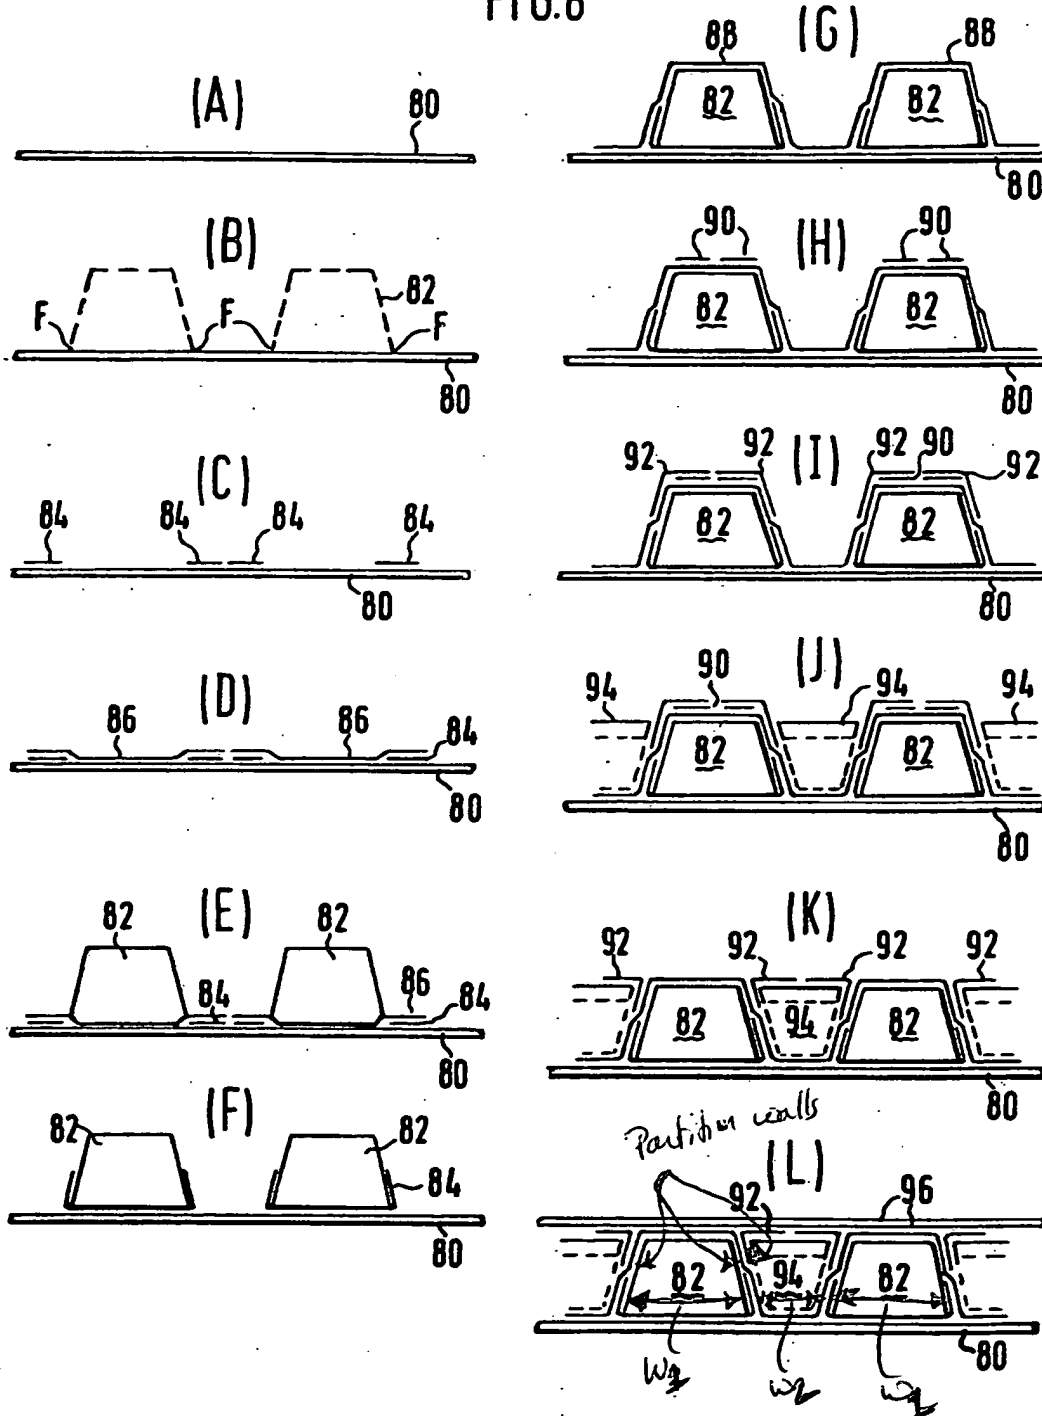 FIG.8
(A)
80
(B)
F F F
82
80
(C)
84 84 84 84
80
(D)
86 86 84
80
(E)
82 82
84 86 84
80
(F)
82 82
84
80
(G)
88 88
82 82
80
(H)
90 90
82 82
80
(I)
92 92 92 90 92
82 82
80
(J)
94 90 94 94
82 82
80
(K)
92 92 92 92
82 94 82
80
Partition walls
(L)
92 96
82 94 82
80